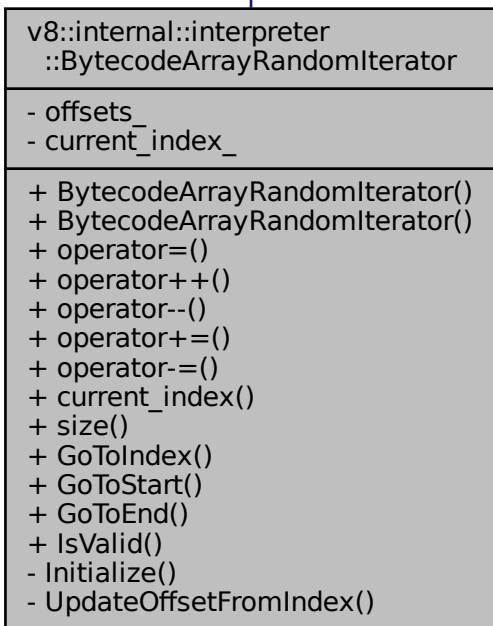 v8::internal::interpreter
::BytecodeArrayRandomIterator
- offsets_
- current_index_
+ BytecodeArrayRandomIterator()
+ BytecodeArrayRandomIterator()
+ operator=()
+ operator++()
+ operator--()
+ operator+=()
+ operator-=()
+ current_index()
+ size()
+ GoToIndex()
+ GoToStart()
+ GoToEnd()
+ IsValid()
- Initialize()
- UpdateOffsetFromIndex()